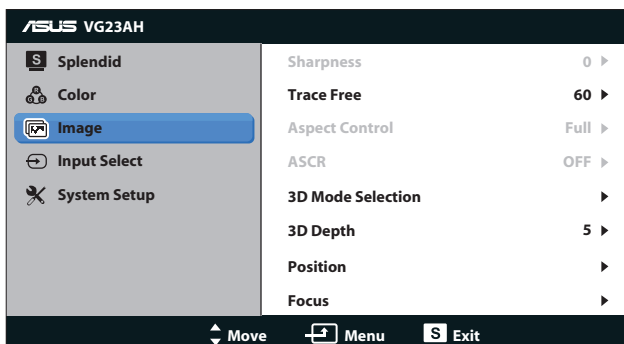 ASUS VG23AH
S Splendid
Color
Image
Input Select
System Setup
Sharpness 0
Trace Free 60
Aspect Control Full
ASCR OFF
3D Mode Selection
3D Depth 5
Position
Focus
Move Menu S Exit